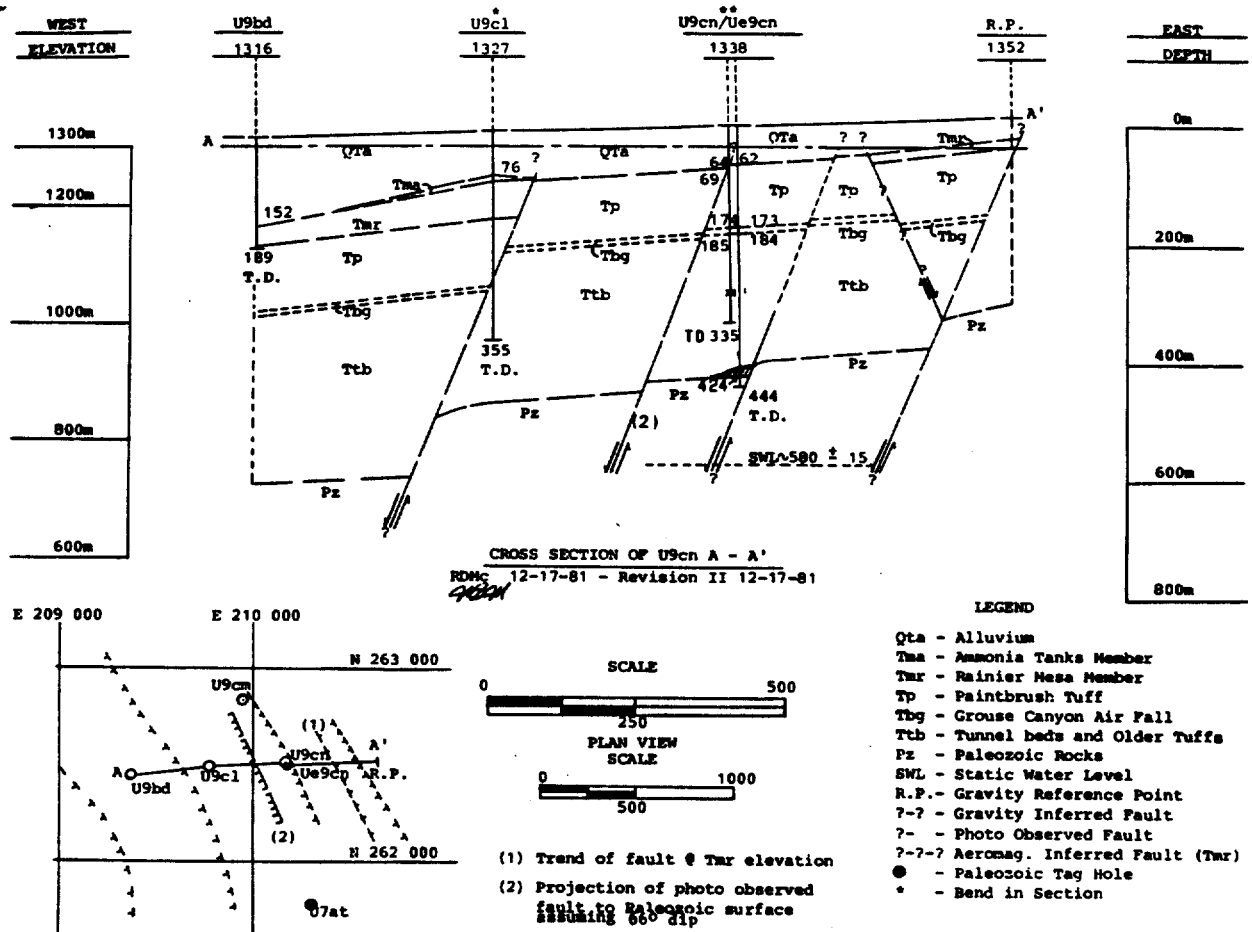 WEST
U9bd
*
U9cl
**
U9cn/Ue9cn
R.P.
EAST
ELEVATION
1316
1327
1338
1352
DEPTH
1300m
A
A'
0m
QTa
QTa
QTa
Tmr
?
? ?
?
76
64
62
69
Tma
1200m
152
Tmr
Tp
Tp
Tp
Tp
?
174
173
185
184
Tbg
Tbg
200m
189
T.D.
Tp
Tbg
Ttb
Ttb
?
1000m
Tbg
TD 335
Pz
355
T.D.
Ttb
400m
Pz
Pz
424
Pz
444
T.D.
800m
(2)
SWL~580 ± 15
Pz
?
?
600m
?
600m
CROSS SECTION OF U9cn A - A'
RDMc 12-17-81 - Revision II 12-17-81
800m
E 209 000
E 210 000
N 263 000
U9cm
(1)
U9cn
A'
A
U9cl
Ue9cn
R.P.
U9bd
(2)
N 262 000
U7at
SCALE
0
500
250
PLAN VIEW
SCALE
0
1000
500
(1) Trend of fault @ Tmr elevation
(2) Projection of photo observed
fault to Paleozoic surface
assuming 66° dip
LEGEND
Qta - Alluvium
Tma - Ammonia Tanks Member
Tmr - Rainier Mesa Member
Tp - Paintbrush Tuff
Tbg - Grouse Canyon Air Fall
Ttb - Tunnel beds and Older Tuffs
Pz - Paleozoic Rocks
SWL - Static Water Level
R.P.- Gravity Reference Point
?-? - Gravity Inferred Fault
?- - Photo Observed Fault
?-?-? Aeromag. Inferred Fault (Tmr)
- Paleozoic Tag Hole
* - Bend in Section